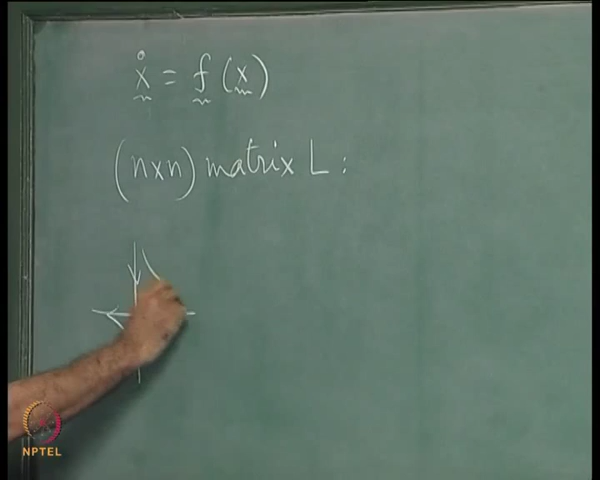 ẋ = f (x)
(n×n) matrix L :
NPTEL